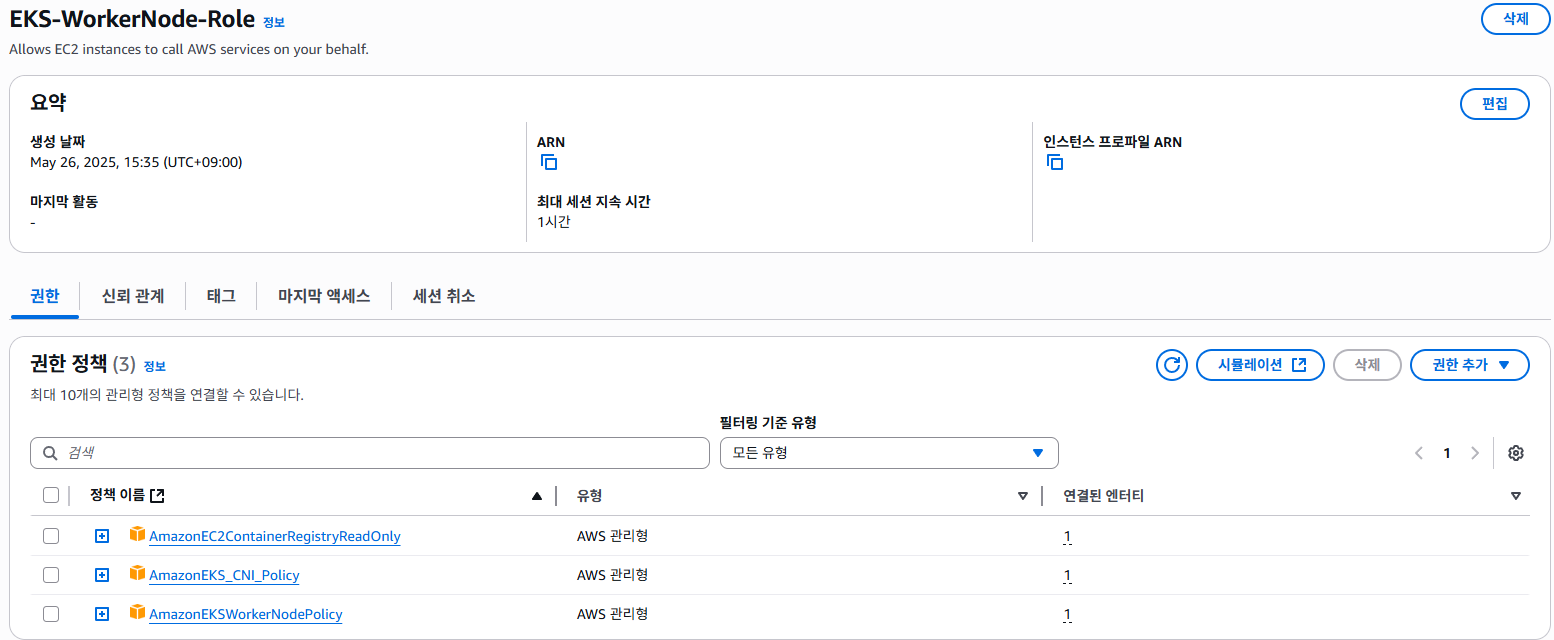 EKS-WorkerNode-Role 정보
삭제
Allows EC2 instances to call AWS services on your behalf.
요약
편집
생성 날짜
May 26, 2025, 15:35 (UTC+09:00)
ARN
인스턴스 프로파일 ARN
마지막 활동
-
최대 세션 지속 시간
1시간
권한 신뢰 관계 태그 마지막 액세스 세션 취소
권한 정책 (3) 정보
시뮬레이션 삭제 권한 추가
최대 10개의 관리형 정책을 연결할 수 있습니다.
필터링 기준 유형
검색 모든 유형 1
정책 이름 유형 연결된 엔터티
AmazonEC2ContainerRegistryReadOnly AWS 관리형 1
AmazonEKS_CNI_Policy AWS 관리형 1
AmazonEKSWorkerNodePolicy AWS 관리형 1